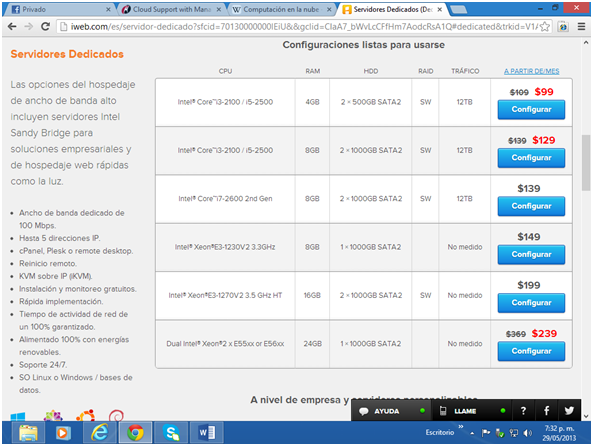 Privado
Cloud Support with Mana
Computación en la nube
Servidores Dedicados (De
iweb.com/es/servidor-dedicado?sfcid=70130000000IEiU&&gclid=CIaA7_bWvLcCFfHm7AodcRsA1Q#dedicated&trkid=V1/
Servidores Dedicados
Las opciones del hospedaje
de ancho de banda alto
incluyen servidores Intel
Sandy Bridge para
soluciones empresariales y
de hospedaje web rápidas
como la luz.
Ancho de banda dedicado de
100 Mbps.
Hasta 5 direcciones IP.
cPanel, Plesk o remote desktop.
Reinicio remoto.
KVM sobre IP (iKVM).
Instalación y monitoreo gratuitos.
Rápida implementación.
Tiempo de actividad de red de
un 100% garantizado.
Alimentado 100% con energías
renovables.
Soporte 24/7.
SO Linux o Windows / bases de
datos.
Configuraciones listas para usarse
CPU RAM HDD RAID TRÁFICO A PARTIR DE/MES
Intel® Core™i3-2100 / i5-2500 4GB 2 × 500GB SATA2 SW 12TB $109 $99
Configurar
Intel® Core™i3-2100 / i5-2500 8GB 2 × 1000GB SATA2 SW 12TB $139 $129
Configurar
Intel® Core™i7-2600 2nd Gen 8GB 2 × 1000GB SATA2 SW 12TB $139
Configurar
Intel® Xeon®E3-1230V2 3.3GHz 8GB 1 × 1000GB SATA2 No medido $149
Configurar
Intel® Xeon®E3-1270V2 3.5 GHz HT 16GB 2 × 1000GB SATA2 SW No medido $199
Configurar
Dual Intel® Xeon®2 x E55xx or E56xx 24GB 1 × 1000GB SATA2 No medido $369 $239
Configurar
A nivel de empresa y servidores personalizables
AYUDA LLAME ?
Escritorio
7:32 p. m.
29/05/2013